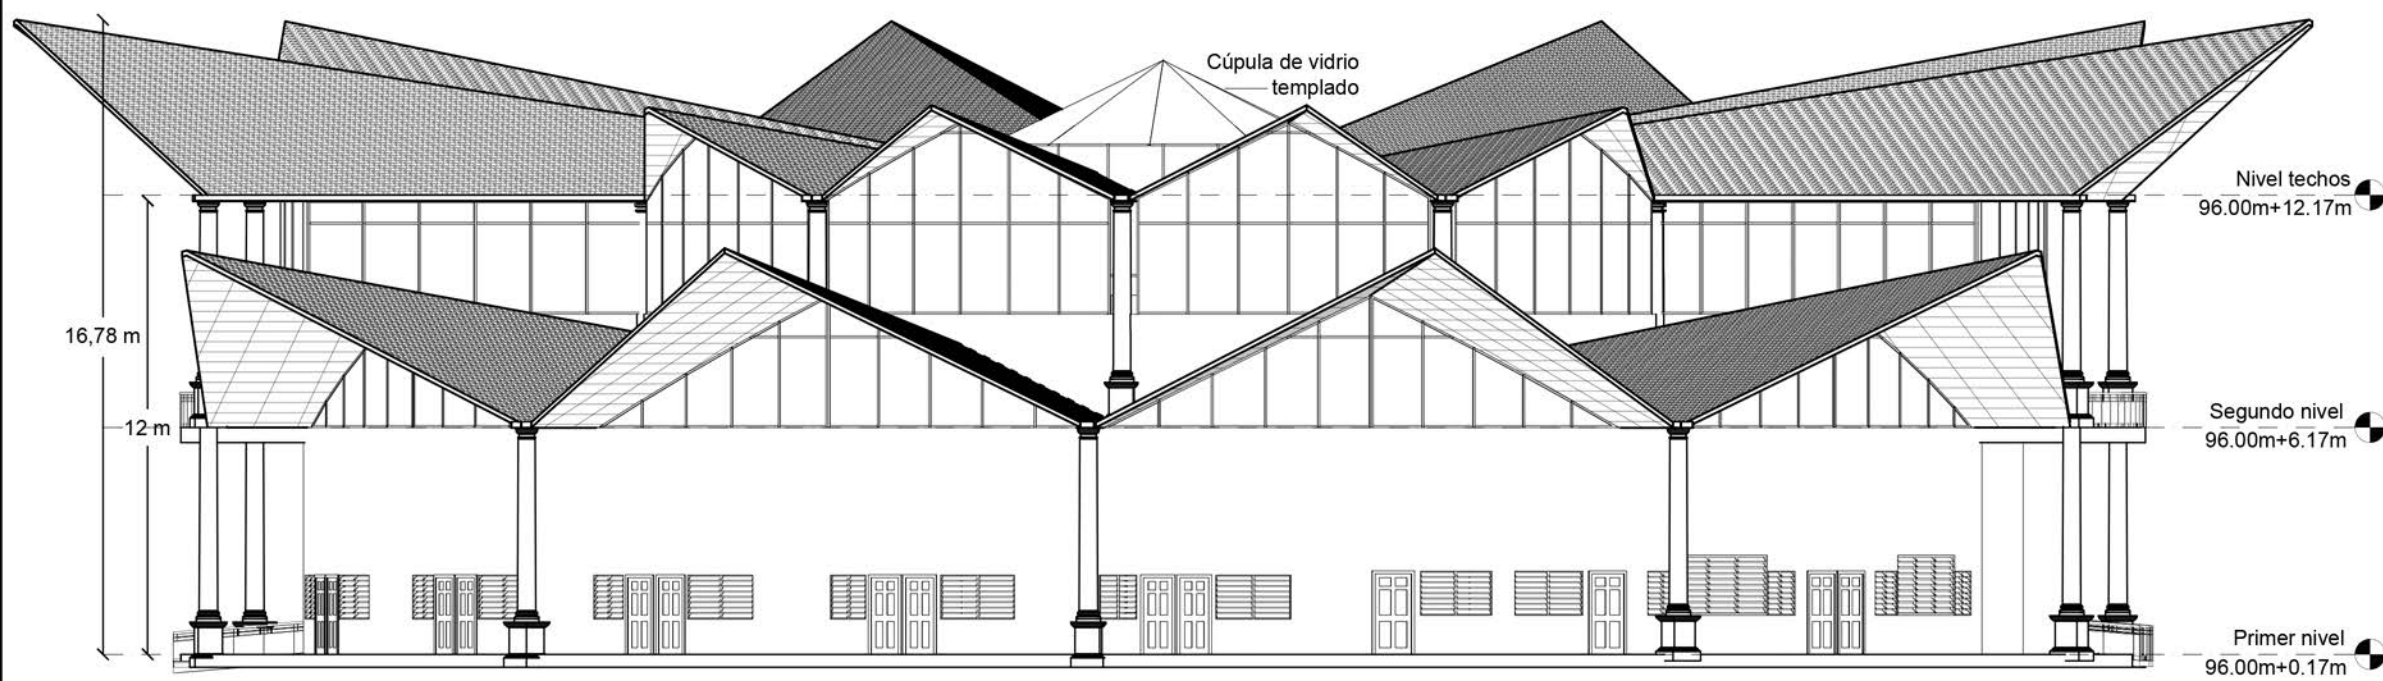 Cúpula de vidrio
templado
Nivel techos
96.00m+12.17m
16,78 m
12 m
Segundo nivel
96.00m+6.17m
Primer nivel
96.00m+0.17m